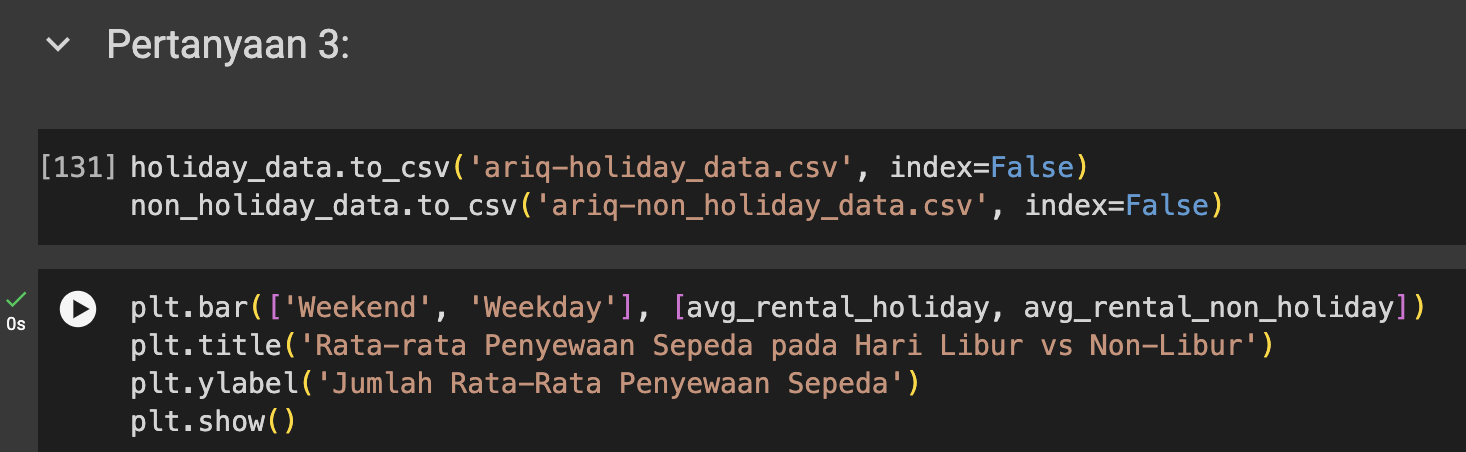 Pertanyaan 3:
[131] holiday_data.to_csv('ariq-holiday_data.csv', index=False)
non_holiday_data.to_csv('ariq-non_holiday_data.csv', index=False)
0s
plt.bar(['Weekend', 'Weekday'], [avg_rental_holiday, avg_rental_non_holiday])
plt.title('Rata-rata Penyewaan Sepeda pada Hari Libur vs Non-Libur')
plt.ylabel('Jumlah Rata-Rata Penyewaan Sepeda')
plt.show()